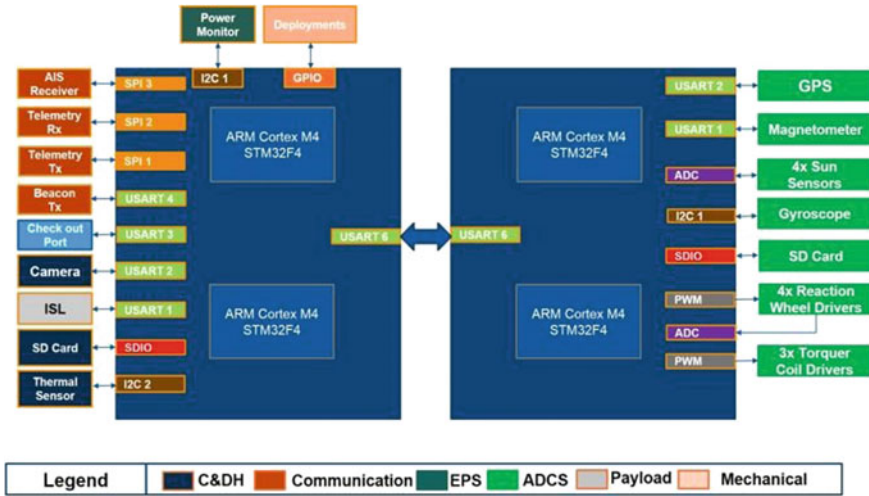 Power
Monitor
Deployments
I2C 1
GPIO
AIS
Receiver
SPI 3
Telemetry
Rx
SPI 2
Telemetry
Tx
SPI 1
Beacon
Tx
USART 4
Check out
Port
USART 3
Camera
USART 2
ISL
USART 1
SD Card
SDIO
Thermal
Sensor
I2C 2
ARM Cortex M4
STM32F4
ARM Cortex M4
STM32F4
USART 6
USART 6
ARM Cortex M4
STM32F4
ARM Cortex M4
STM32F4
USART 2
GPS
USART 1
Magnetometer
ADC
4x Sun
Sensors
I2C 1
Gyroscope
SDIO
SD Card
PWM
4x Reaction
Wheel Drivers
ADC
PWM
3x Torquer
Coil Drivers
Legend
C&DH
Communication
EPS
ADCS
Payload
Mechanical